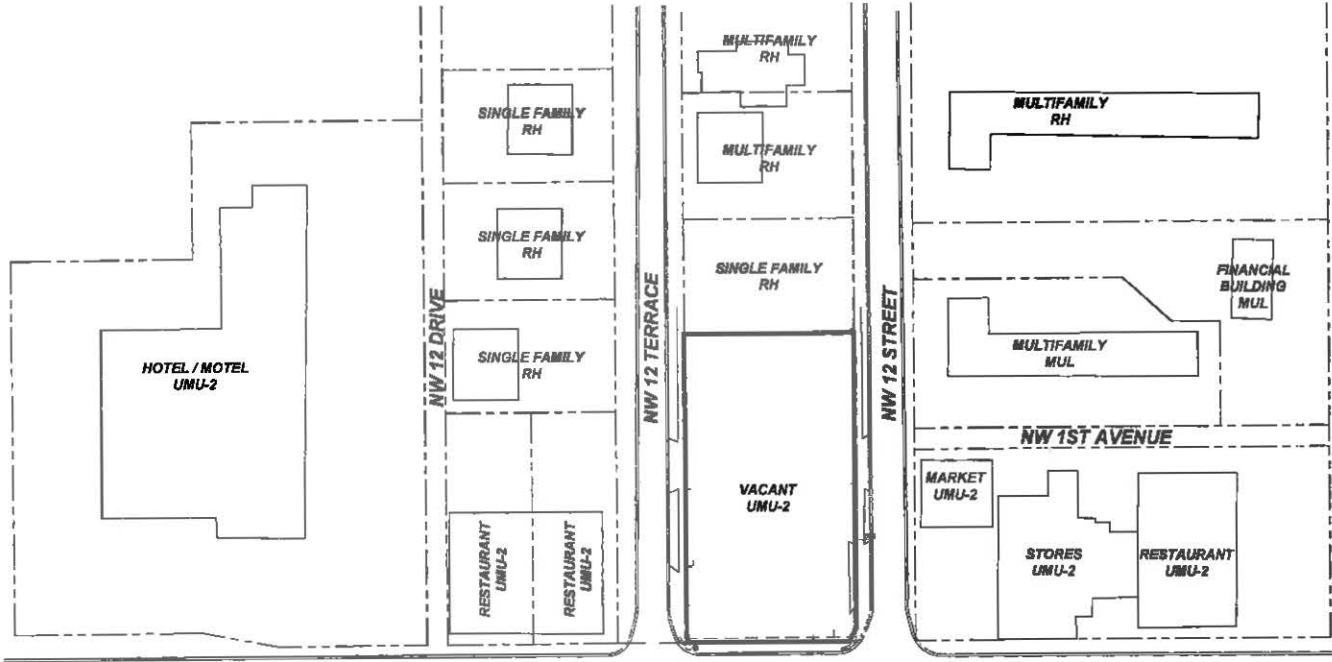 MULTIFAMILY
RH
SINGLE FAMILY
RH
MULTIFAMILY
RH
MULTIFAMILY
RH
SINGLE FAMILY
RH
SINGLE FAMILY
RH
FINANCIAL
BUILDING
MUL
HOTEL / MOTEL
UMU-2
NW 12 DRIVE
SINGLE FAMILY
RH
NW 12 TERRACE
NW 12 STREET
MULTIFAMILY
MUL
NW 1ST AVENUE
VACANT
UMU-2
MARKET
UMU-2
RESTAURANT
UMU-2
RESTAURANT
UMU-2
STORES
UMU-2
RESTAURANT
UMU-2